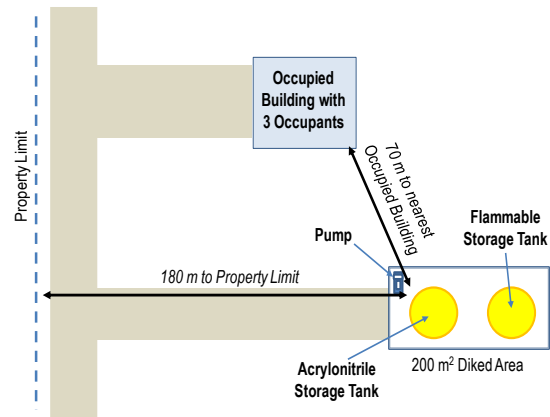 Property Limit
Occupied
Building with
3 Occupants
70 m to nearest
Occupied Building
Flammable
Storage Tank
Pump
180 m to Property Limit
Acrylonitrile
Storage Tank
200 m² Diked Area